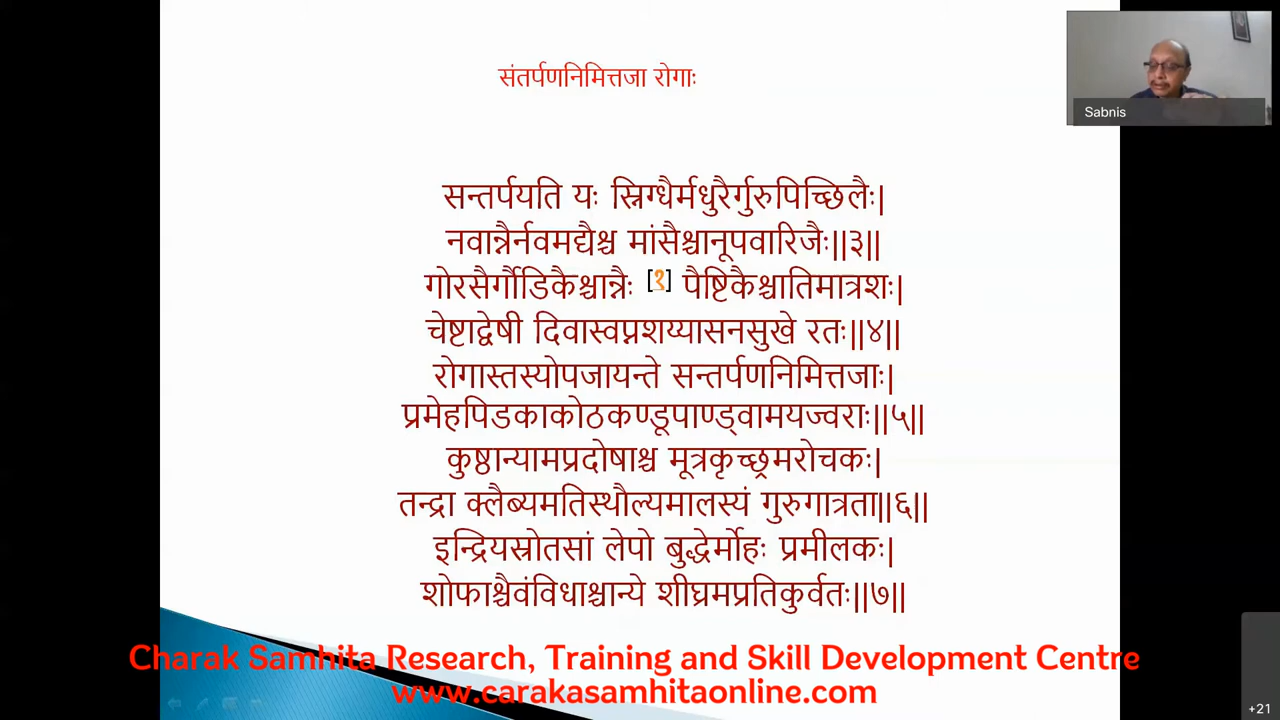 संतर्पणनिमित्तजा रोगाः
Sabnis
सन्तर्पयति यः स्निग्धैर्मधुरैर्गुरुपिच्छिलैः|
नवान्नैर्नवमद्यैश्च मांसैश्चानूपवारिजैः||३||
गोरसैर्गौडिकैश्चान्नैः [१] पैष्टिकैश्चातिमात्रशः|
चेष्टाद्वेषी दिवास्वप्नशय्यासनसुखे रतः||४||
रोगास्तस्योपजायन्ते सन्तर्पणनिमित्तजाः|
प्रमेहपिडकाकोठकण्डूपाण्ड्वामयज्वराः||५||
कुष्ठान्यामप्रदोषाश्च मूत्रकृच्छ्रमरोचकः|
तन्द्रा क्लैब्यमतिस्थौल्यमालस्यं गुरुगात्रता||६||
इन्द्रियस्रोतसां लेपो बुद्धेर्मोहः प्रमीलकः|
शोफाश्चैवंविधाश्चान्ये शीघ्रमप्रतिकुर्वतः||७||
Charak Samhita Research, Training and Skill Development Centre
www.carakasamhitaonline.com
+21